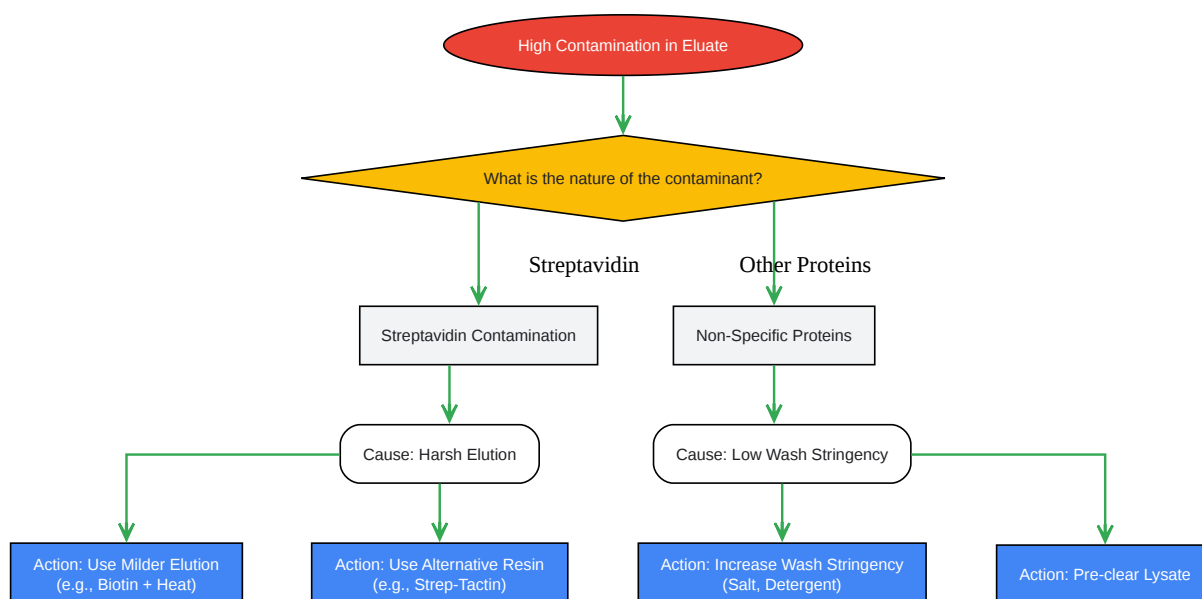 High Contamination in Eluate
What is the nature of the contaminant?
Streptavidin
Other Proteins
Streptavidin Contamination
Non-Specific Proteins
Cause: Harsh Elution
Cause: Low Wash Stringency
Action: Use Milder Elution
(e.g., Biotin + Heat)
Action: Use Alternative Resin
(e.g., Strep-Tactin)
Action: Increase Wash Stringency
(Salt, Detergent)
Action: Pre-clear Lysate